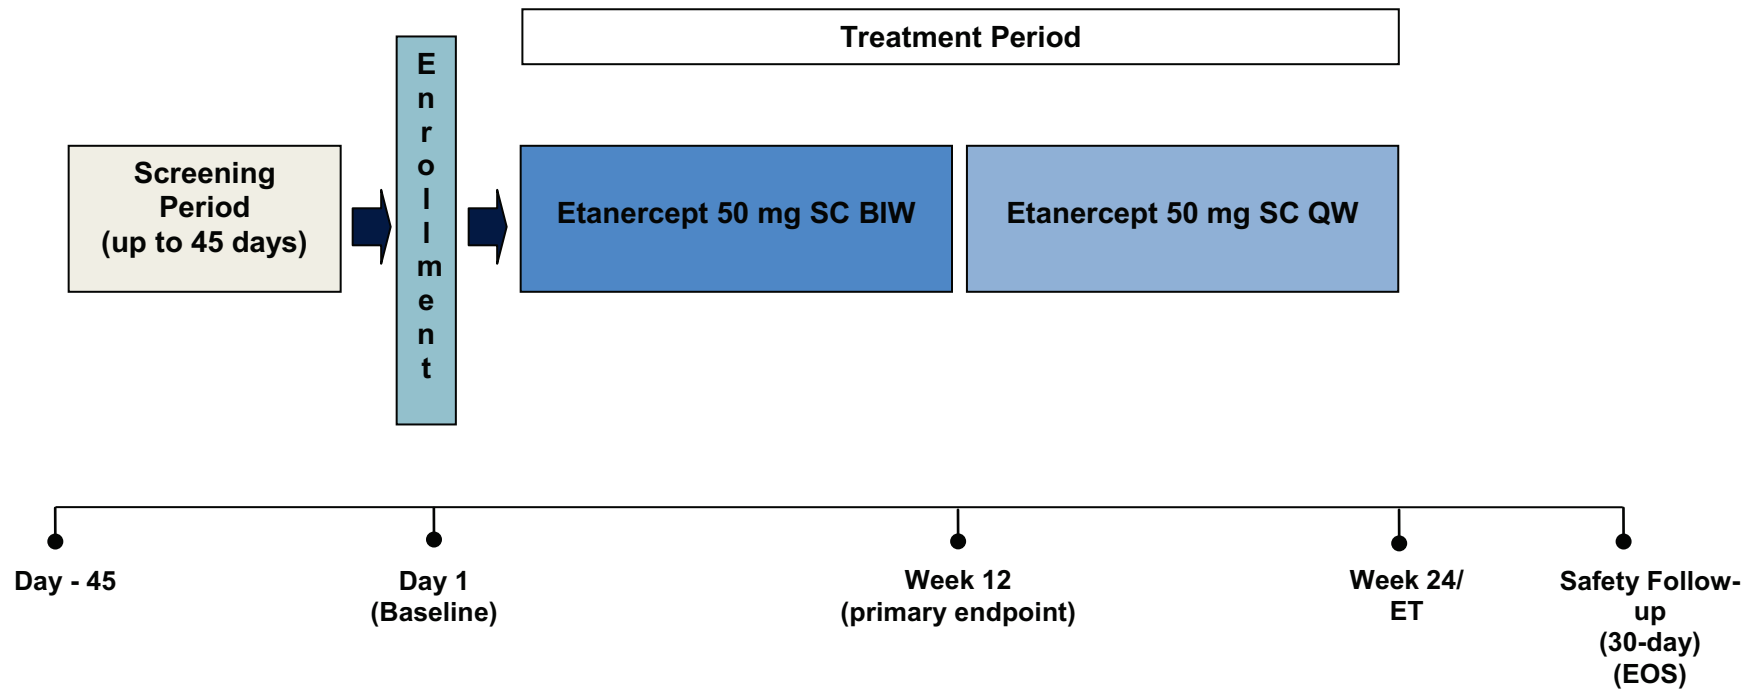 Treatment Period
E
n
r
o
l
l
m
e
n
t
Screening
Period
(up to 45 days)
Etanercept 50 mg SC BIW
Etanercept 50 mg SC QW
Day - 45
Day 1
(Baseline)
Week 12
(primary endpoint)
Week 24/
ET
Safety Follow-
up
(30-day)
(EOS)